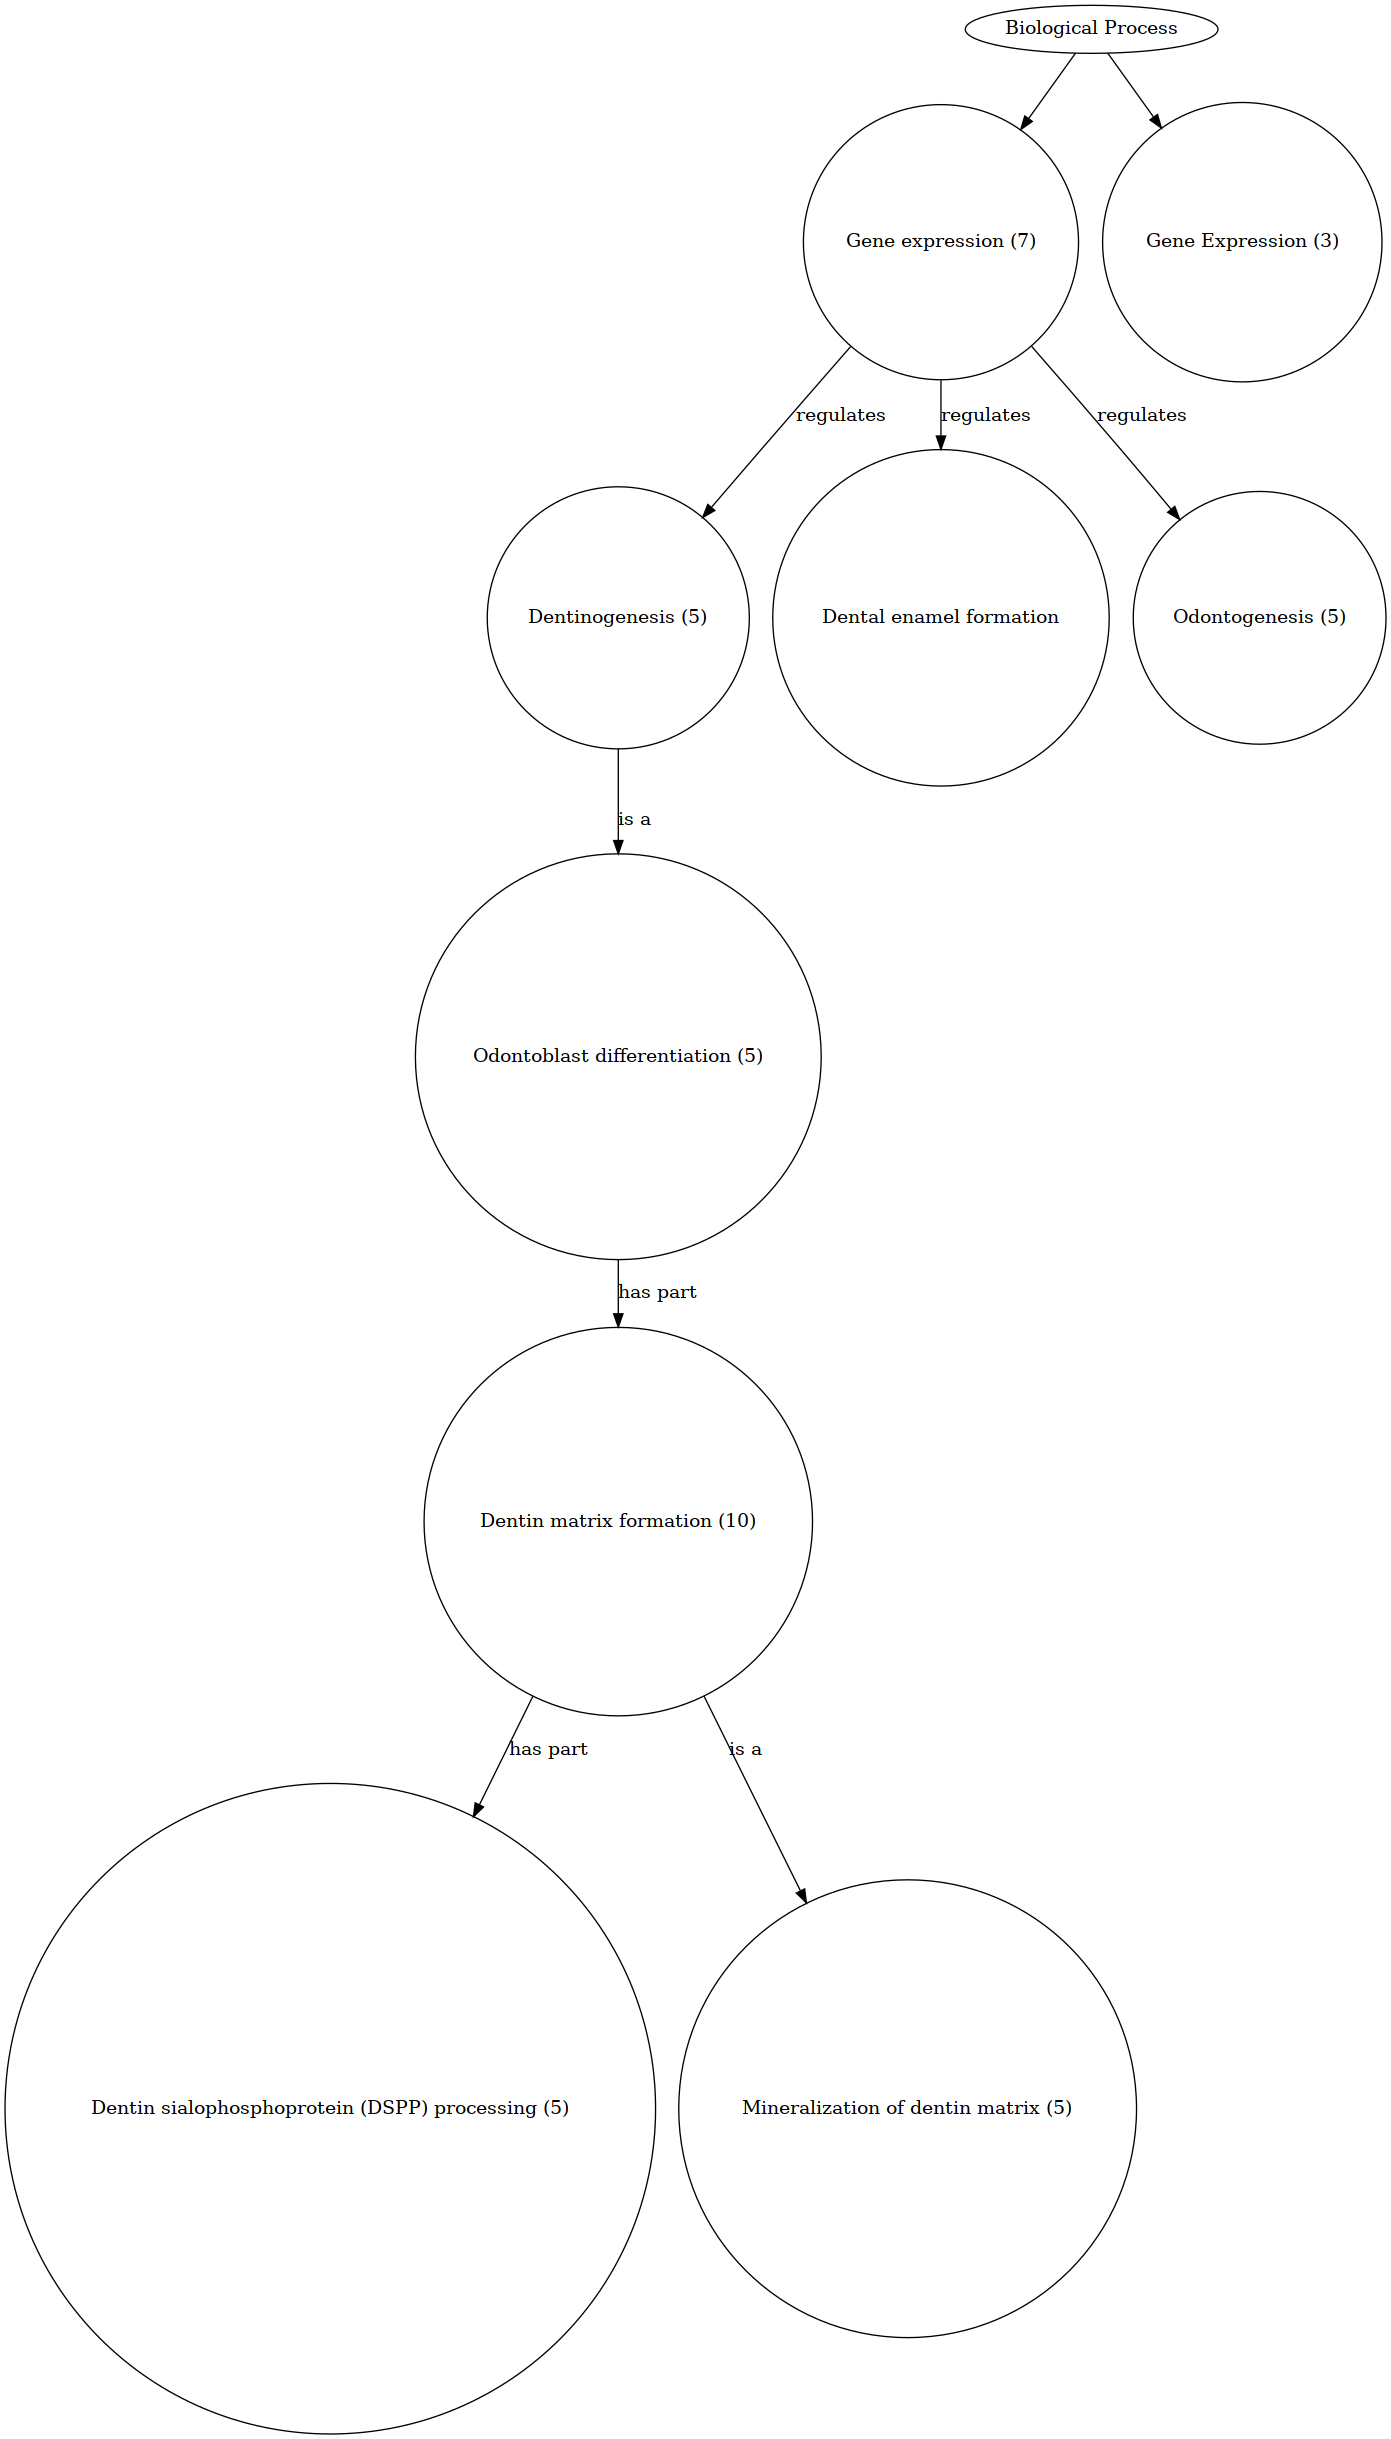 Biological Process
Gene expression (7)
Gene Expression (3)
regulates
regulates
regulates
Dentinogenesis (5)
Dental enamel formation
Odontogenesis (5)
is a
Odontoblast differentiation (5)
has part
Dentin matrix formation (10)
has part
is a
Dentin sialophosphoprotein (DSPP) processing (5)
Mineralization of dentin matrix (5)